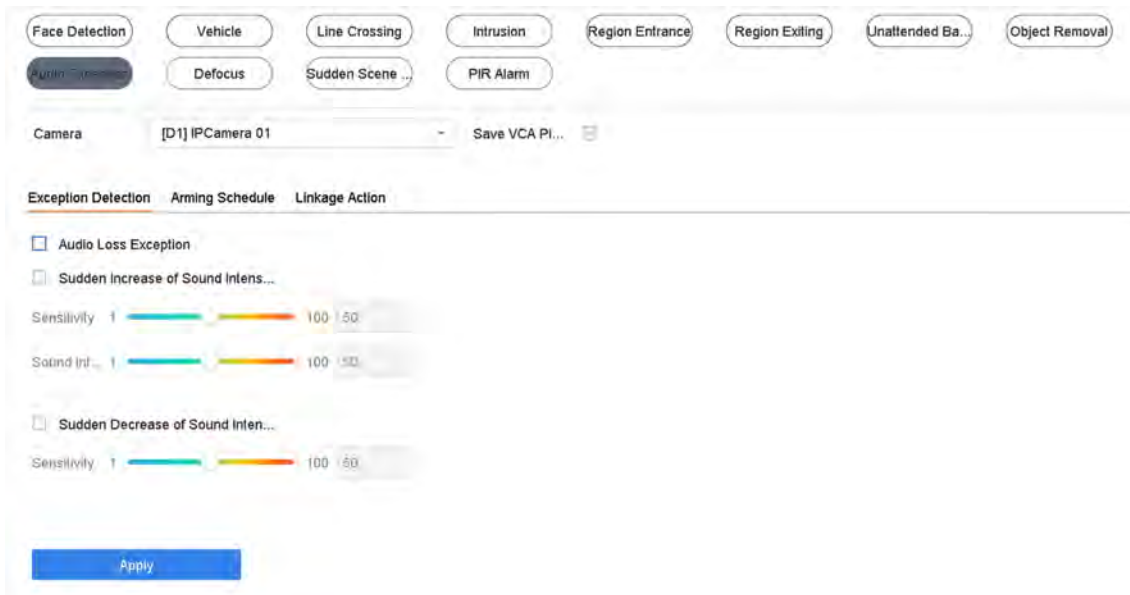 Face Detection Vehicle Line Crossing Intrusion Region Entrance Region Exiting Unattended Ba... Object Removal
Audio Exception Defocus Sudden Scene ... PIR Alarm
Camera [D1] IPCamera 01 Save VCA Pi...
Exception Detection Arming Schedule Linkage Action
Audio Loss Exception
Sudden Increase of Sound Intens...
Sensitivity 1 100 50
Sound Int... 1 100 50
Sudden Decrease of Sound Inten...
Sensitivity 1 100 50
Apply